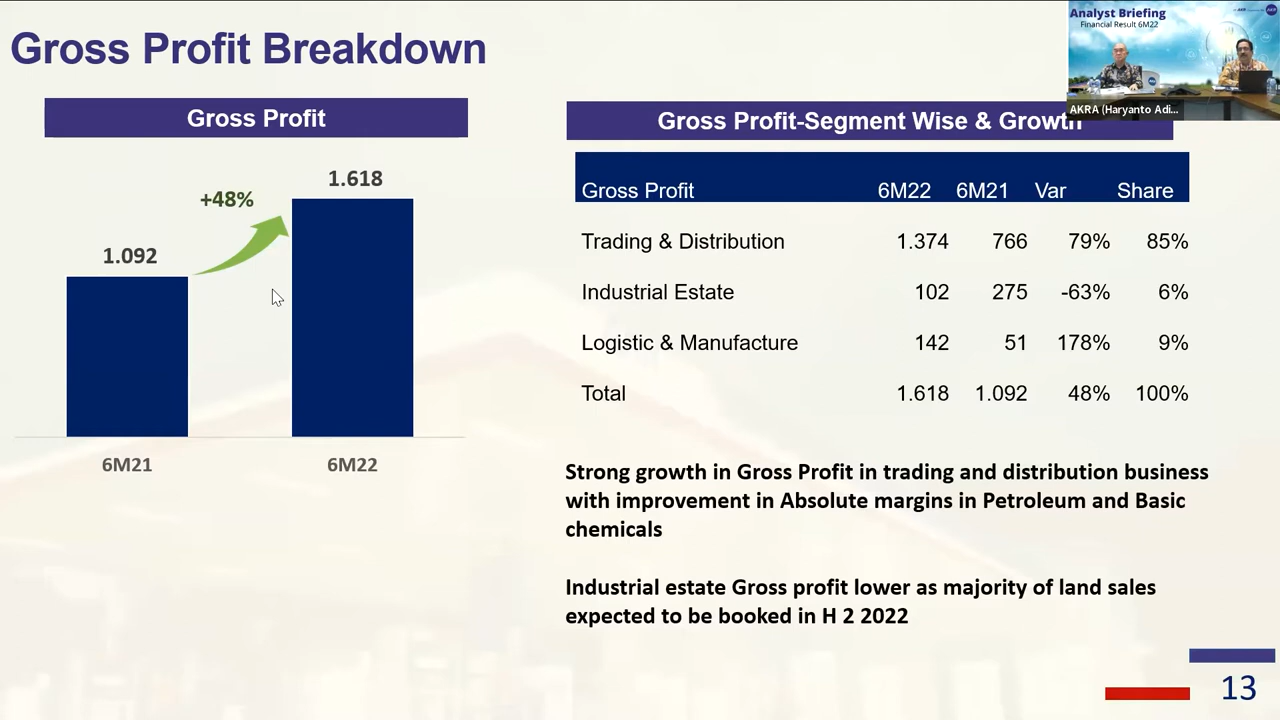 Gross Profit Breakdown
Analyst Briefing
Financial Result 6M22
AKRA (Haryanto Adi...
Gross Profit
+48%
1.092
1.618
6M21
6M22
Gross Profit-Segment Wise & Growth
Gross Profit 6M22 6M21 Var Share
Trading & Distribution 1.374 766 79% 85%
Industrial Estate 102 275 -63% 6%
Logistic & Manufacture 142 51 178% 9%
Total 1.618 1.092 48% 100%
Strong growth in Gross Profit in trading and distribution business
with improvement in Absolute margins in Petroleum and Basic
chemicals
Industrial estate Gross profit lower as majority of land sales
expected to be booked in H 2 2022
13